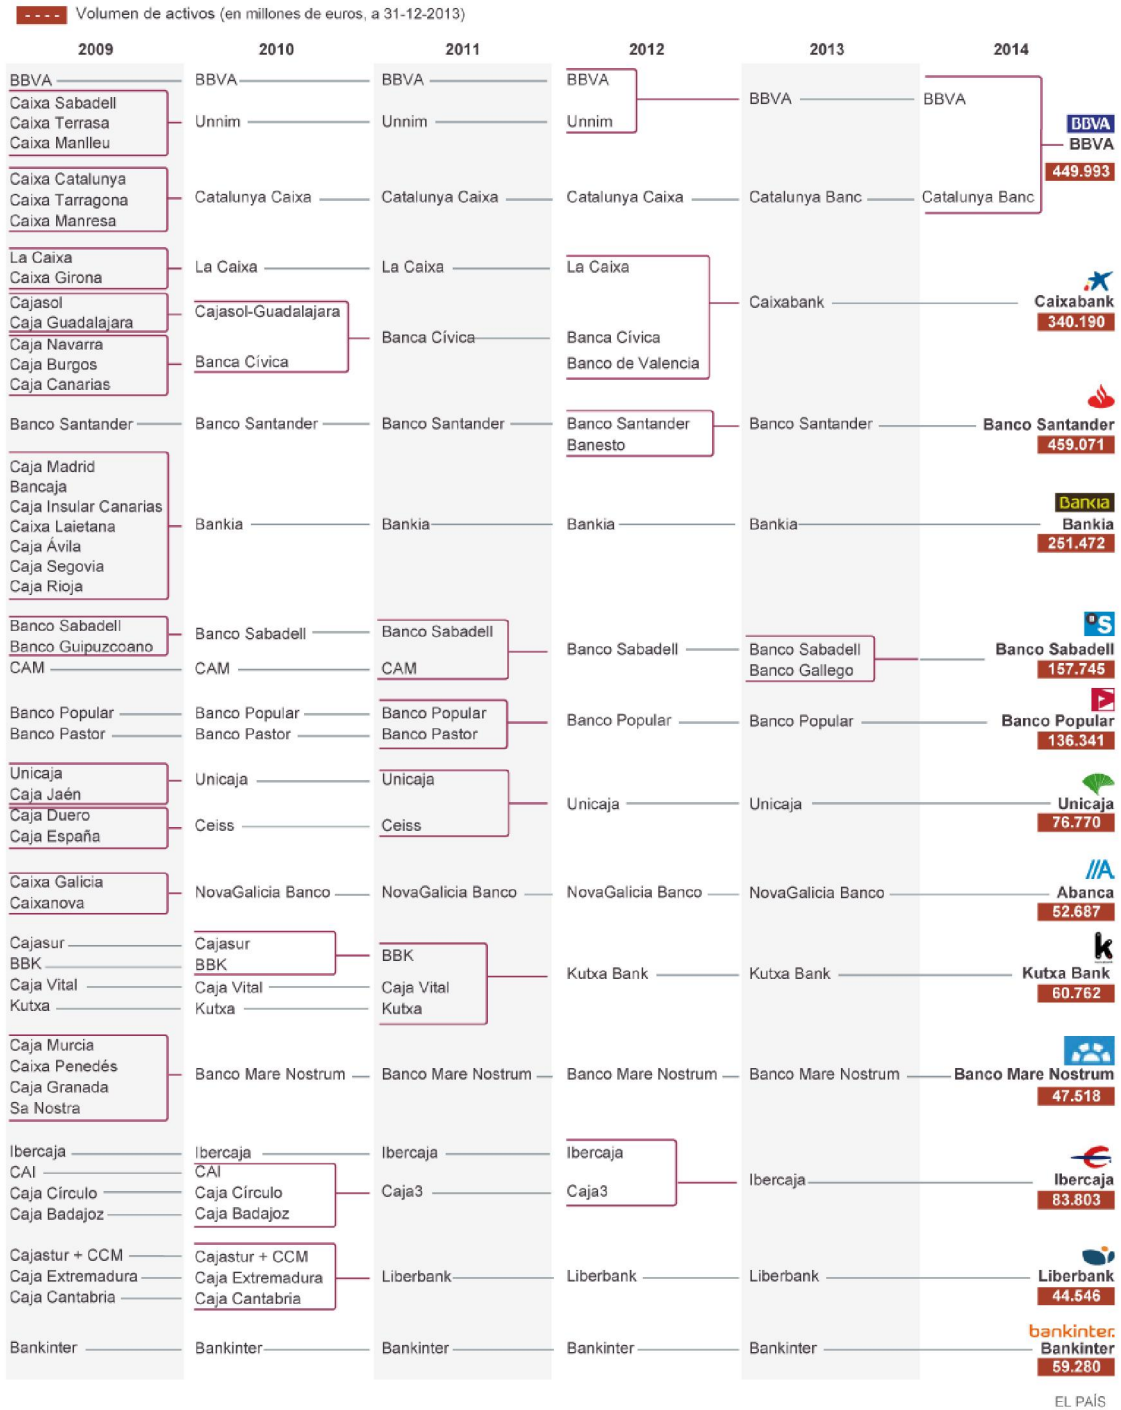 Volumen de activos (en millones de euros, a 31-12-2013)
2009 2010 2011 2012 2013 2014
BBVA BBVA BBVA BBVA
Caixa Sabadell
Caixa Terrasa
Caixa Manlleu
Unnim Unnim Unnim
BBVA BBVA
BBVA
BBVA
449.993
Caixa Catalunya
Caixa Tarragona
Caixa Manresa
Catalunya Caixa Catalunya Caixa Catalunya Caixa Catalunya Banc Catalunya Banc
La Caixa
Caixa Girona
La Caixa La Caixa La Caixa
Cajasol
Caja Guadalajara
Cajasol-Guadalajara
Caja Navarra
Caja Burgos
Caja Canarias
Banca Cívica
Banca Cívica Banca Cívica
Banco de Valencia
Caixabank
Caixabank
340.190
Banco Santander Banco Santander Banco Santander Banco Santander
Banesto
Banco Santander
Banco Santander
459.071
Caja Madrid
Bancaja
Caja Insular Canarias
Caixa Laietana
Caja Ávila
Caja Segovia
Caja Rioja
Bankia Bankia Bankia Bankia
Bankia
Bankia
251.472
Banco Sabadell
Banco Guipuzcoano
CAM
Banco Sabadell
CAM
Banco Sabadell
CAM
Banco Sabadell
Banco Sabadell
Banco Gallego
BS
Banco Sabadell
157.745
Banco Popular Banco Popular Banco Popular
Banco Pastor Banco Pastor Banco Pastor
Banco Popular Banco Popular
Banco Popular
136.341
Unicaja
Caja Jaén
Caja Duero
Caja España
Unicaja
Ceiss
Unicaja
Ceiss
Unicaja Unicaja
Unicaja
76.770
Caixa Galicia
Caixanova
NovaGalicia Banco NovaGalicia Banco NovaGalicia Banco NovaGalicia Banco
//A
Abanca
52.687
Cajasur
BBK
Caja Vital
Kutxa
Cajasur
BBK
Caja Vital
Kutxa
BBK
Caja Vital
Kutxa
Kutxa Bank Kutxa Bank
k
Kutxa Bank
60.762
Caja Murcia
Caixa Penedés
Caja Granada
Sa Nostra
Banco Mare Nostrum Banco Mare Nostrum Banco Mare Nostrum Banco Mare Nostrum
Banco Mare Nostrum
47.518
Ibercaja
CAI
Caja Círculo
Caja Badajoz
Ibercaja
CAI
Caja Círculo
Caja Badajoz
Ibercaja
Caja3
Ibercaja
Caja3
Ibercaja
Ibercaja
83.803
Cajastur + CCM
Caja Extremadura
Caja Cantabria
Cajastur + CCM
Caja Extremadura
Caja Cantabria
Liberbank Liberbank Liberbank
Liberbank
44.546
Bankinter Bankinter Bankinter Bankinter Bankinter
bankinter.
Bankinter
59.280
EL PAÍS